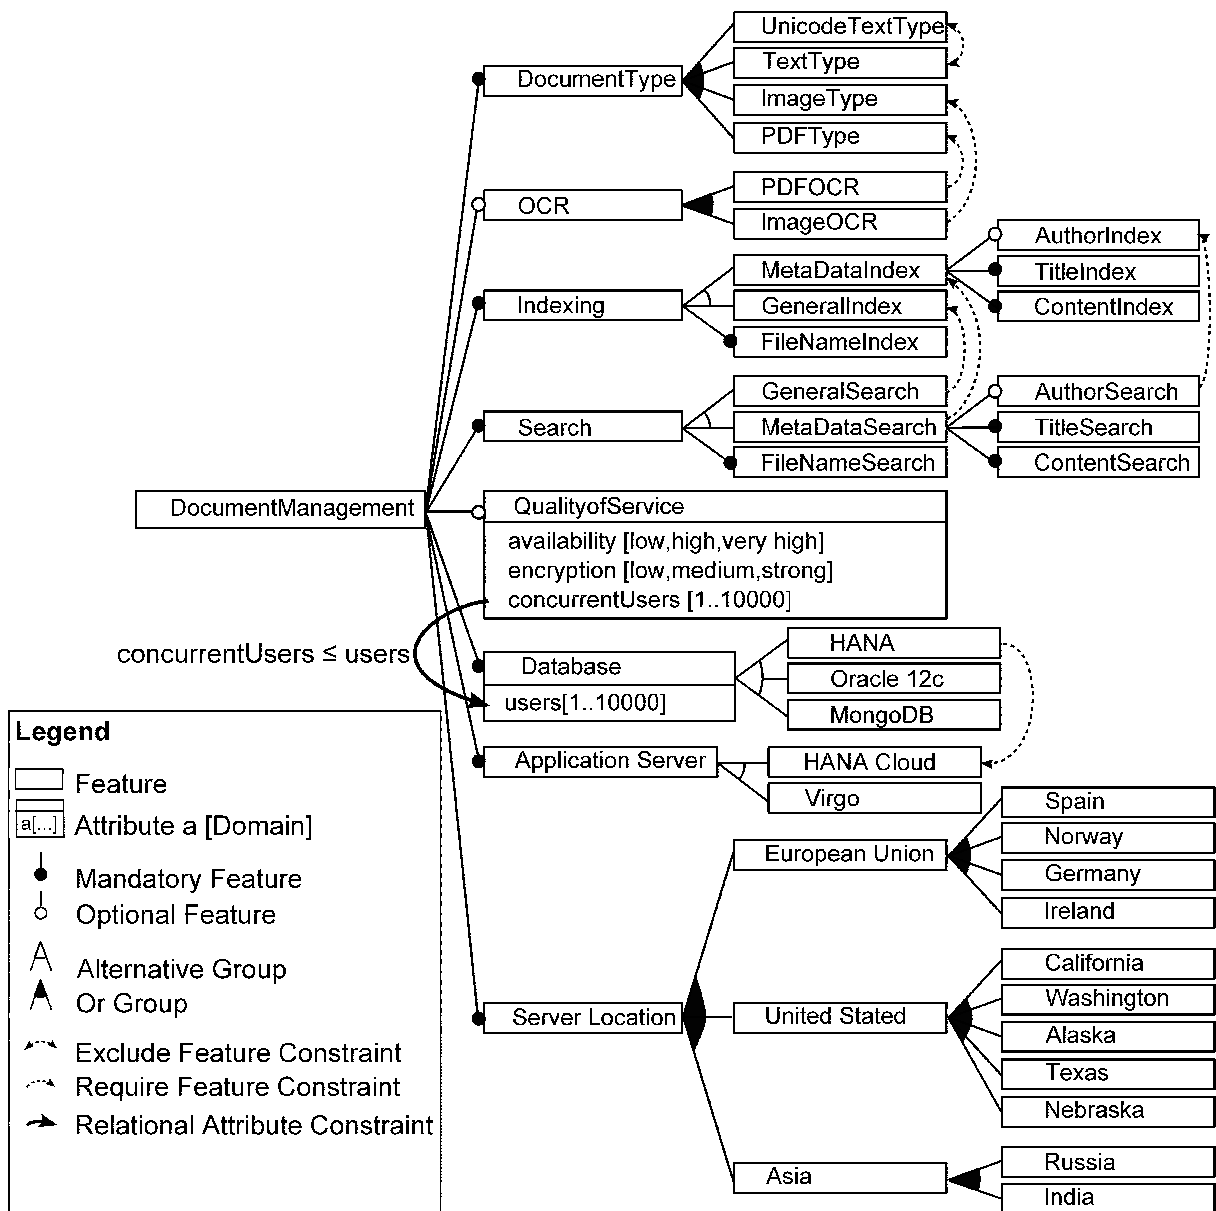 UnicodeTextType
TextType
DocumentType
ImageType
PDFType
PDFOCR
OCR
ImageOCR
AuthorIndex
MetaDataIndex
TitleIndex
Indexing
GeneralIndex
ContentIndex
FileNameIndex
GeneralSearch
AuthorSearch
Search
MetaDataSearch
TitleSearch
FileNameSearch
ContentSearch
DocumentManagement
QualityofService
availability [low,high,very high]
encryption [low,medium,strong]
concurrentUsers [1..10000]
concurrentUsers ≤ users
Database
users[1..10000]
HANA
Oracle 12c
MongoDB
Application Server
HANA Cloud
Virgo
Spain
European Union
Norway
Germany
Ireland
California
Server Location
United Stated
Washington
Alaska
Texas
Nebraska
Asia
Russia
India
Legend
Feature
a[...]
Attribute a [Domain]
Mandatory Feature
Optional Feature
Alternative Group
Or Group
Exclude Feature Constraint
Require Feature Constraint
Relational Attribute Constraint